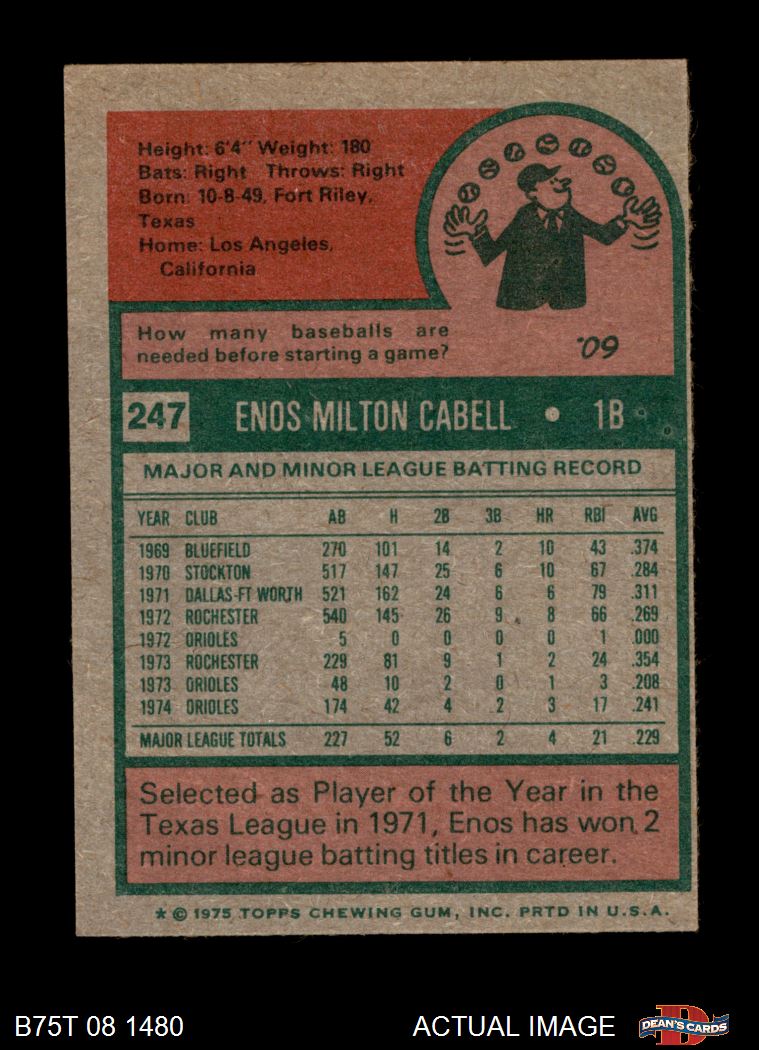 Height: 6'4" Weight: 180
Bats: Right Throws: Right
Born: 10-8-49, Fort Riley,
Texas
Home: Los Angeles,
California
How many baseballs are
needed before starting a game?
'09
247 ENOS MILTON CABELL • 1B
MAJOR AND MINOR LEAGUE BATTING RECORD
YEAR CLUB AB H 2B 3B HR RBI AVG
1969 BLUEFIELD 270 101 14 2 10 43 .374
1970 STOCKTON 517 147 25 6 10 67 .284
1971 DALLAS-FT WORTH 521 162 24 6 6 79 .311
1972 ROCHESTER 540 145 26 9 8 66 .269
1972 ORIOLES 5 0 0 0 0 1 .000
1973 ROCHESTER 229 81 9 1 2 24 .354
1973 ORIOLES 48 10 2 0 1 3 .208
1974 ORIOLES 174 42 4 2 3 17 .241
MAJOR LEAGUE TOTALS 227 52 6 2 4 21 .229
Selected as Player of the Year in the
Texas League in 1971, Enos has won 2
minor league batting titles in career.
* © 1975 TOPPS CHEWING GUM, INC. PRTD IN U.S.A.
B75T 08 1480 ACTUAL IMAGE
D
DEAN'S CARDS